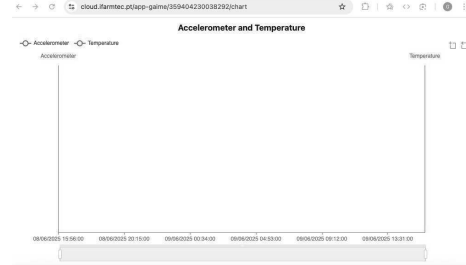 cloud.ifarmtec.pt/app-gaime/359404230038292/chart
Accelerometer and Temperature
Accelerometer Temperature
Accelerometer
Temperature
08/06/2025 15:56:00 08/06/2025 20:15:00 09/06/2025 00:34:00 09/06/2025 04:53:00 09/06/2025 09:12:00 09/06/2025 13:31:00